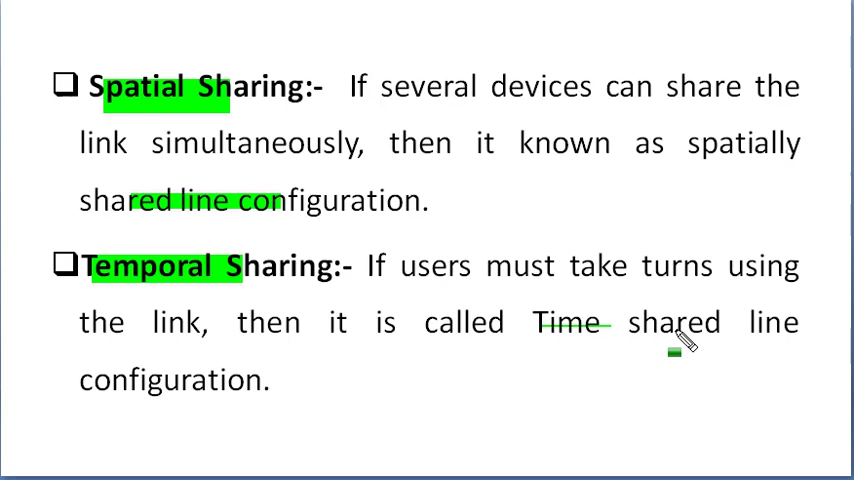 ❑ Spatial Sharing:- If several devices can share the
link simultaneously, then it known as spatially
shared line configuration.
❑Temporal Sharing:- If users must take turns using
the link, then it is called Time shared line
configuration.